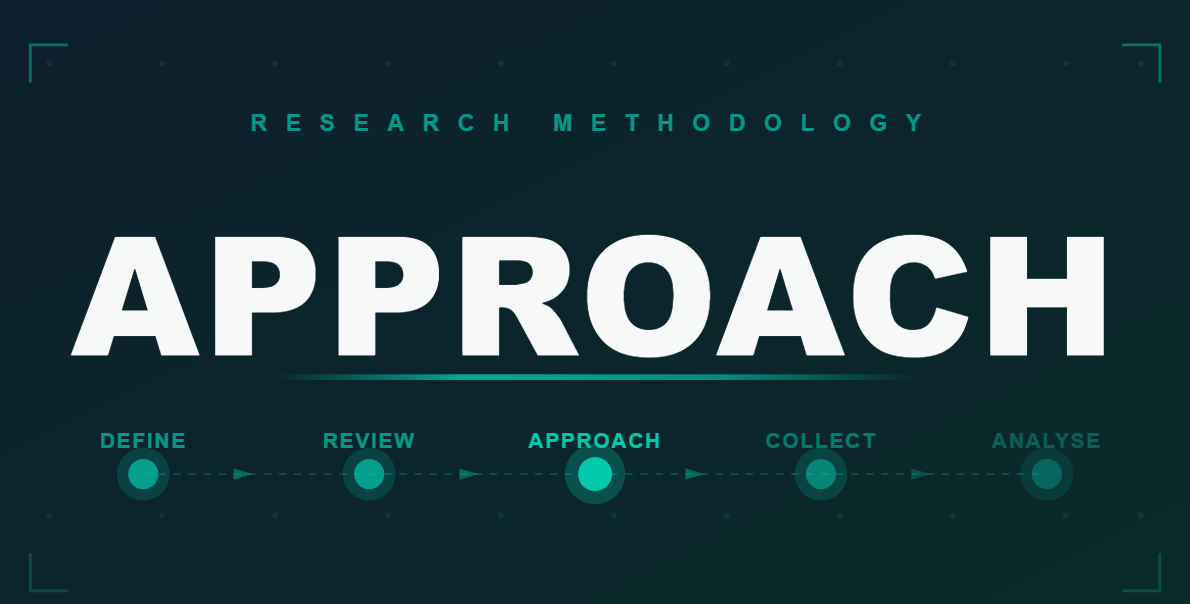 RESEARCH METHODOLOGY
APPROACH
DEFINE REVIEW APPROACH COLLECT ANALYSE